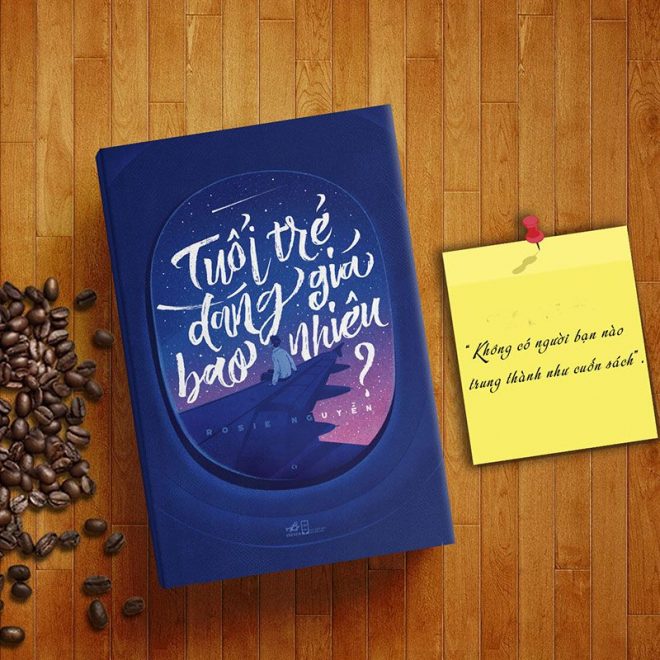 Tuổi trẻ
đáng giá
bao nhiêu
?
ROSIE NGUYỄN
“Không có người bạn nào
trung thành như cuốn sách”.